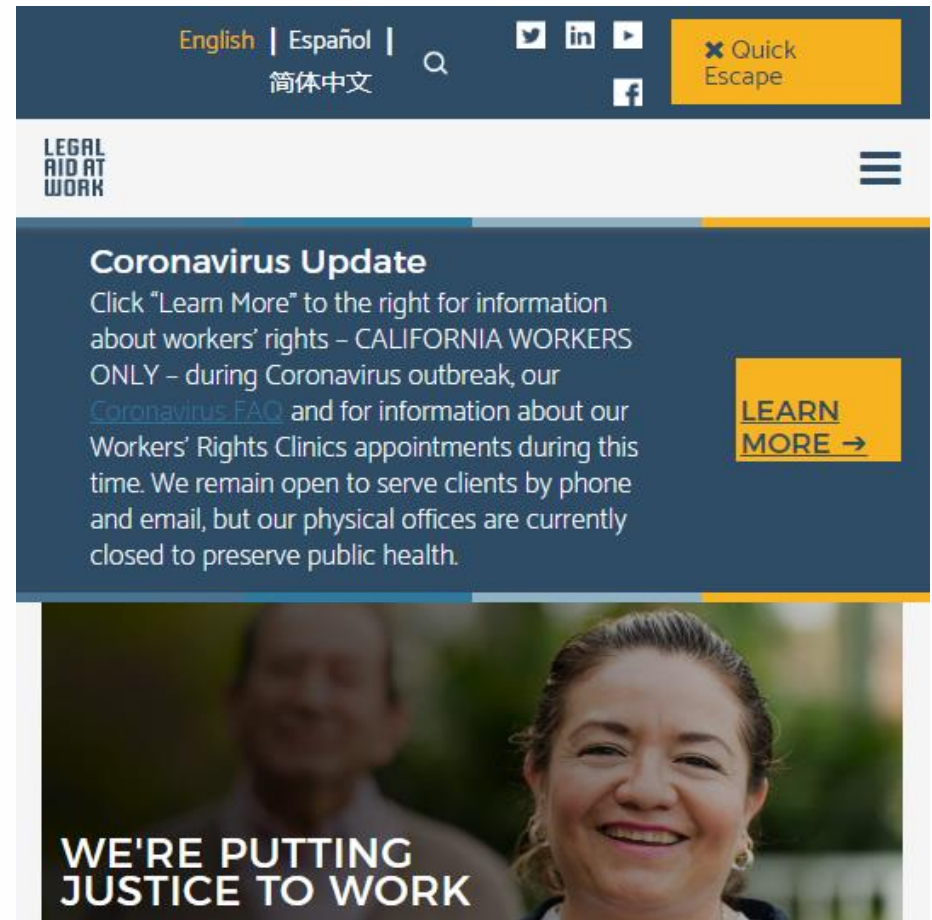 English | Español |
简体中文
✖ Quick
Escape
LEGAL
AID AT
WORK
Coronavirus Update
Click “Learn More” to the right for information
about workers’ rights – CALIFORNIA WORKERS
ONLY – during Coronavirus outbreak, our
Coronavirus FAQ and for information about our
Workers’ Rights Clinics appointments during this
time. We remain open to serve clients by phone
and email, but our physical offices are currently
closed to preserve public health.
LEARN
MORE →
WE'RE PUTTING
JUSTICE TO WORK